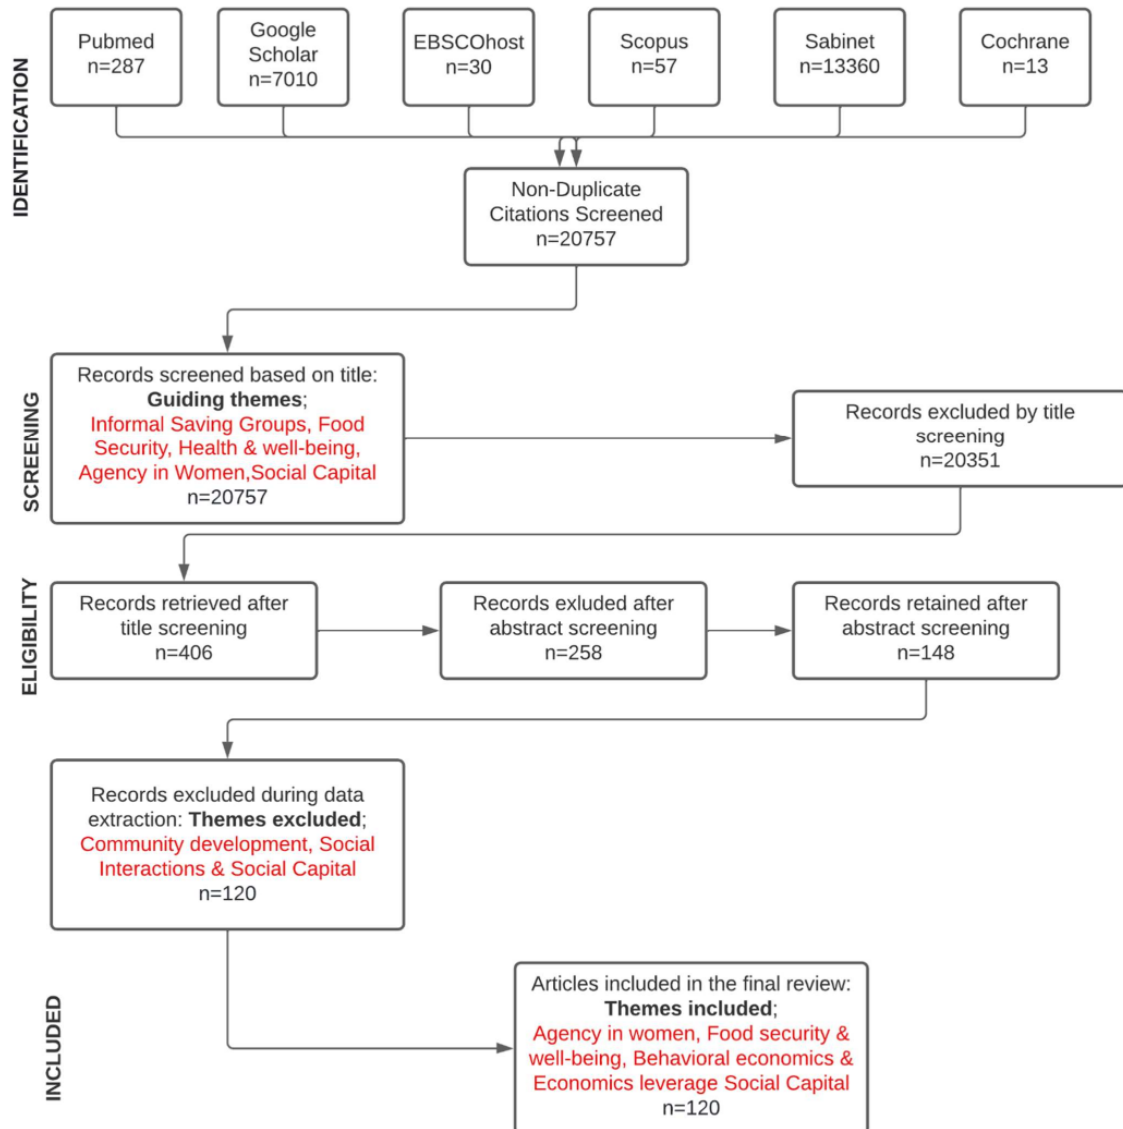 IDENTIFICATION
Pubmed
n=287
Google
Scholar
n=7010
EBSCOhost
n=30
Scopus
n=57
Sabinet
n=13360
Cochrane
n=13
Non-Duplicate
Citations Screened
n=20757
SCREENING
Records screened based on title:
Guiding themes;
Informal Saving Groups, Food
Security, Health & well-being,
Agency in Women,Social Capital
n=20757
Records excluded by title
screening
n=20351
ELIGIBILITY
Records retrieved after
title screening
n=406
Records exluded after
abstract screening
n=258
Records retained after
abstract screening
n=148
Records excluded during data
extraction: Themes excluded;
Community development, Social
Interactions & Social Capital
n=120
INCLUDED
Articles included in the final review:
Themes included;
Agency in women, Food security &
well-being, Behavioral economics &
Economics leverage Social Capital
n=120